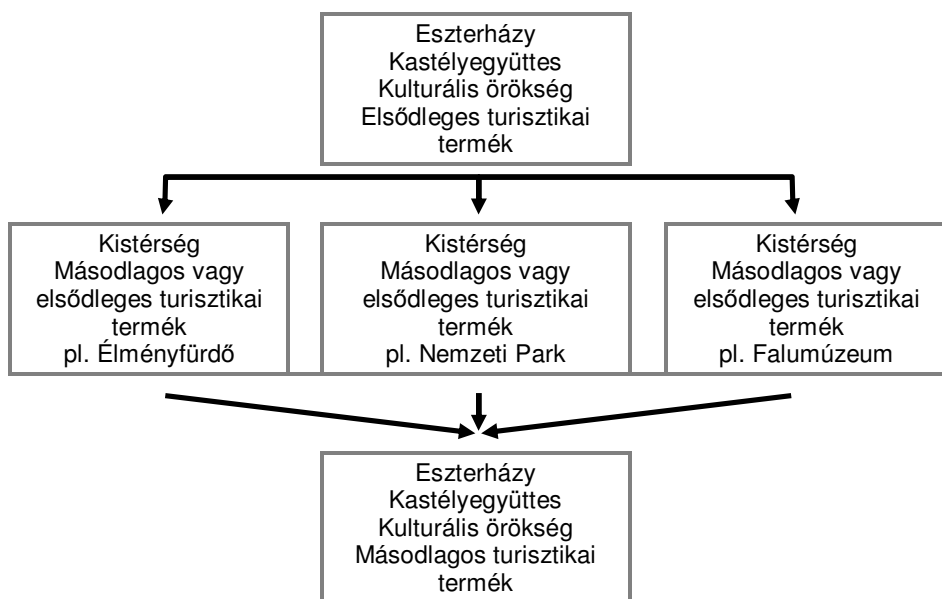 Eszterházy
Kastélyegyüttes
Kulturális örökség
Elsődleges turisztikai
termék
Kistérség
Másodlagos vagy
elsődleges turisztikai
termék
pl. Élményfürdő
Kistérség
Másodlagos vagy
elsődleges turisztikai
termék
pl. Nemzeti Park
Kistérség
Másodlagos vagy
elsődleges turisztikai
termék
pl. Falumúzeum
Eszterházy
Kastélyegyüttes
Kulturális örökség
Másodlagos turisztikai
termék